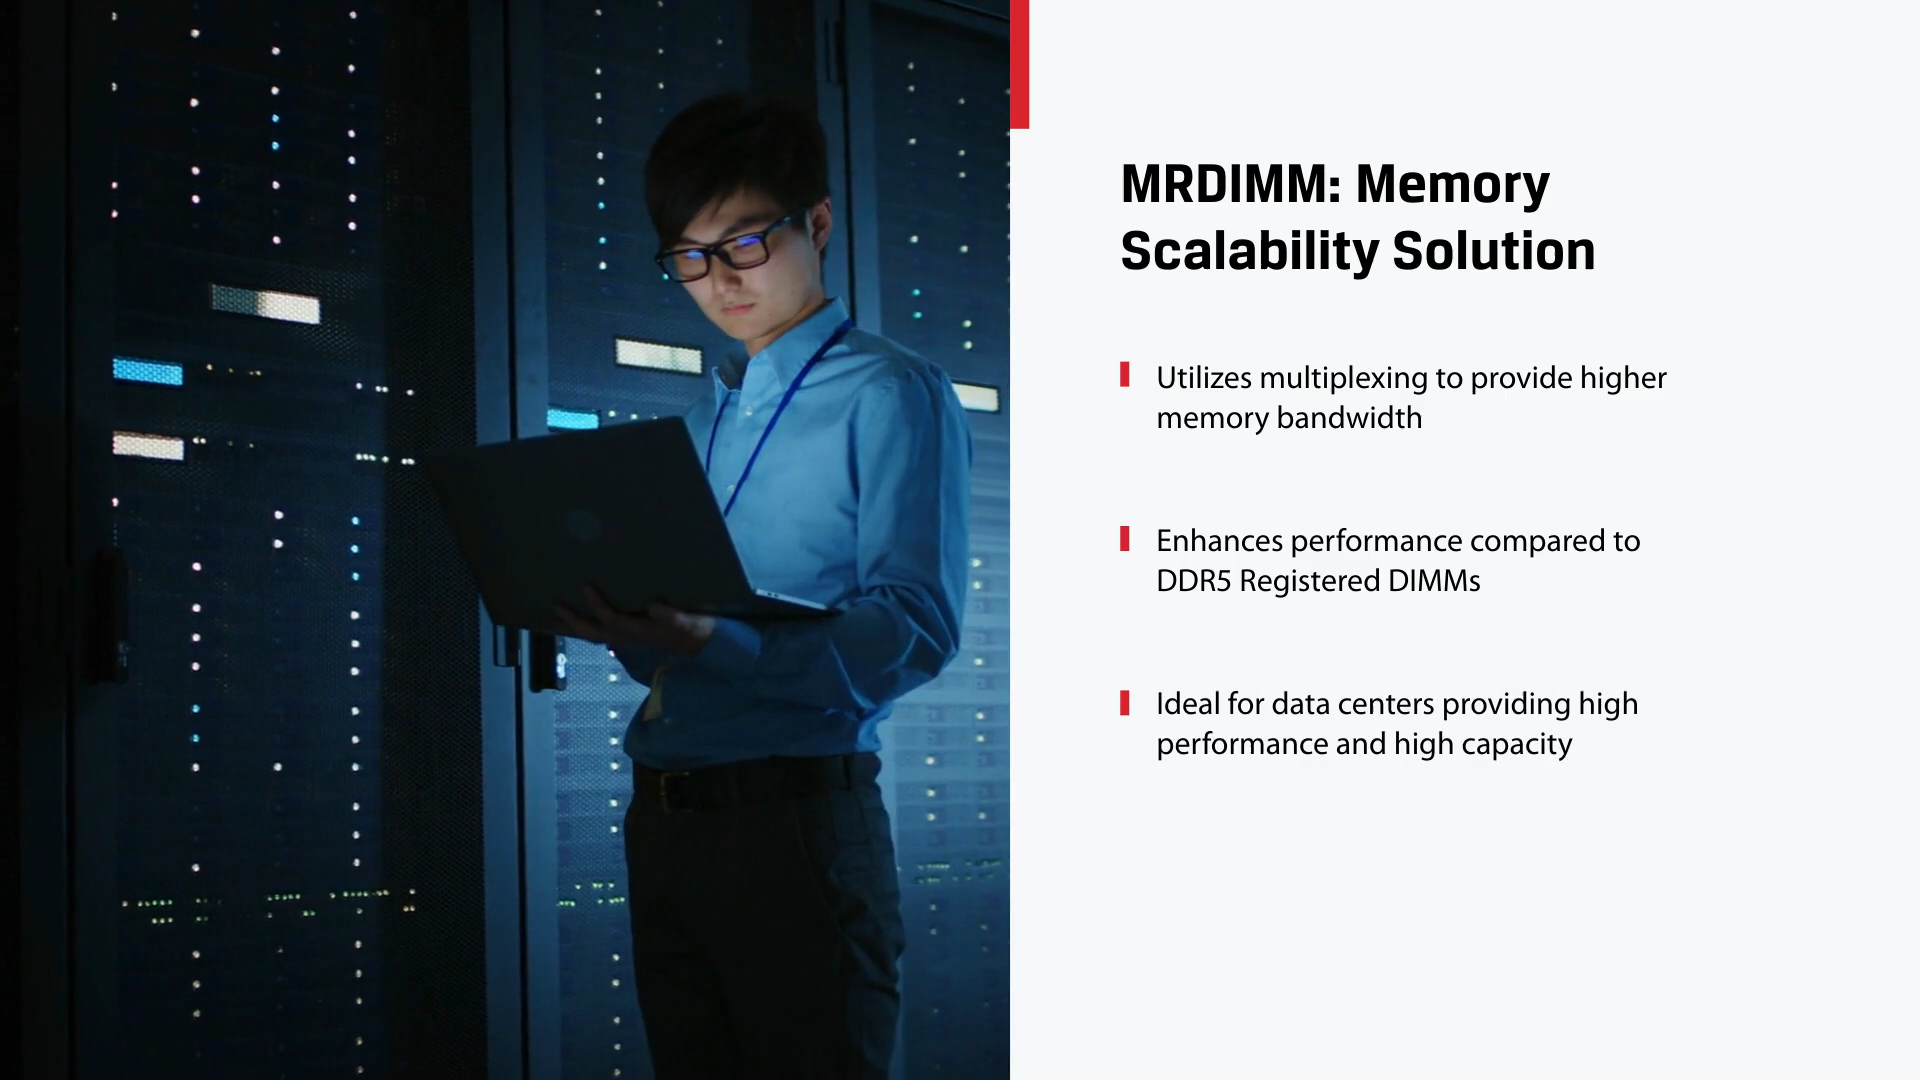 MRDIMM: Memory
Scalability Solution
Utilizes multiplexing to provide higher
memory bandwidth
Enhances performance compared to
DDR5 Registered DIMMs
Ideal for data centers providing high
performance and high capacity